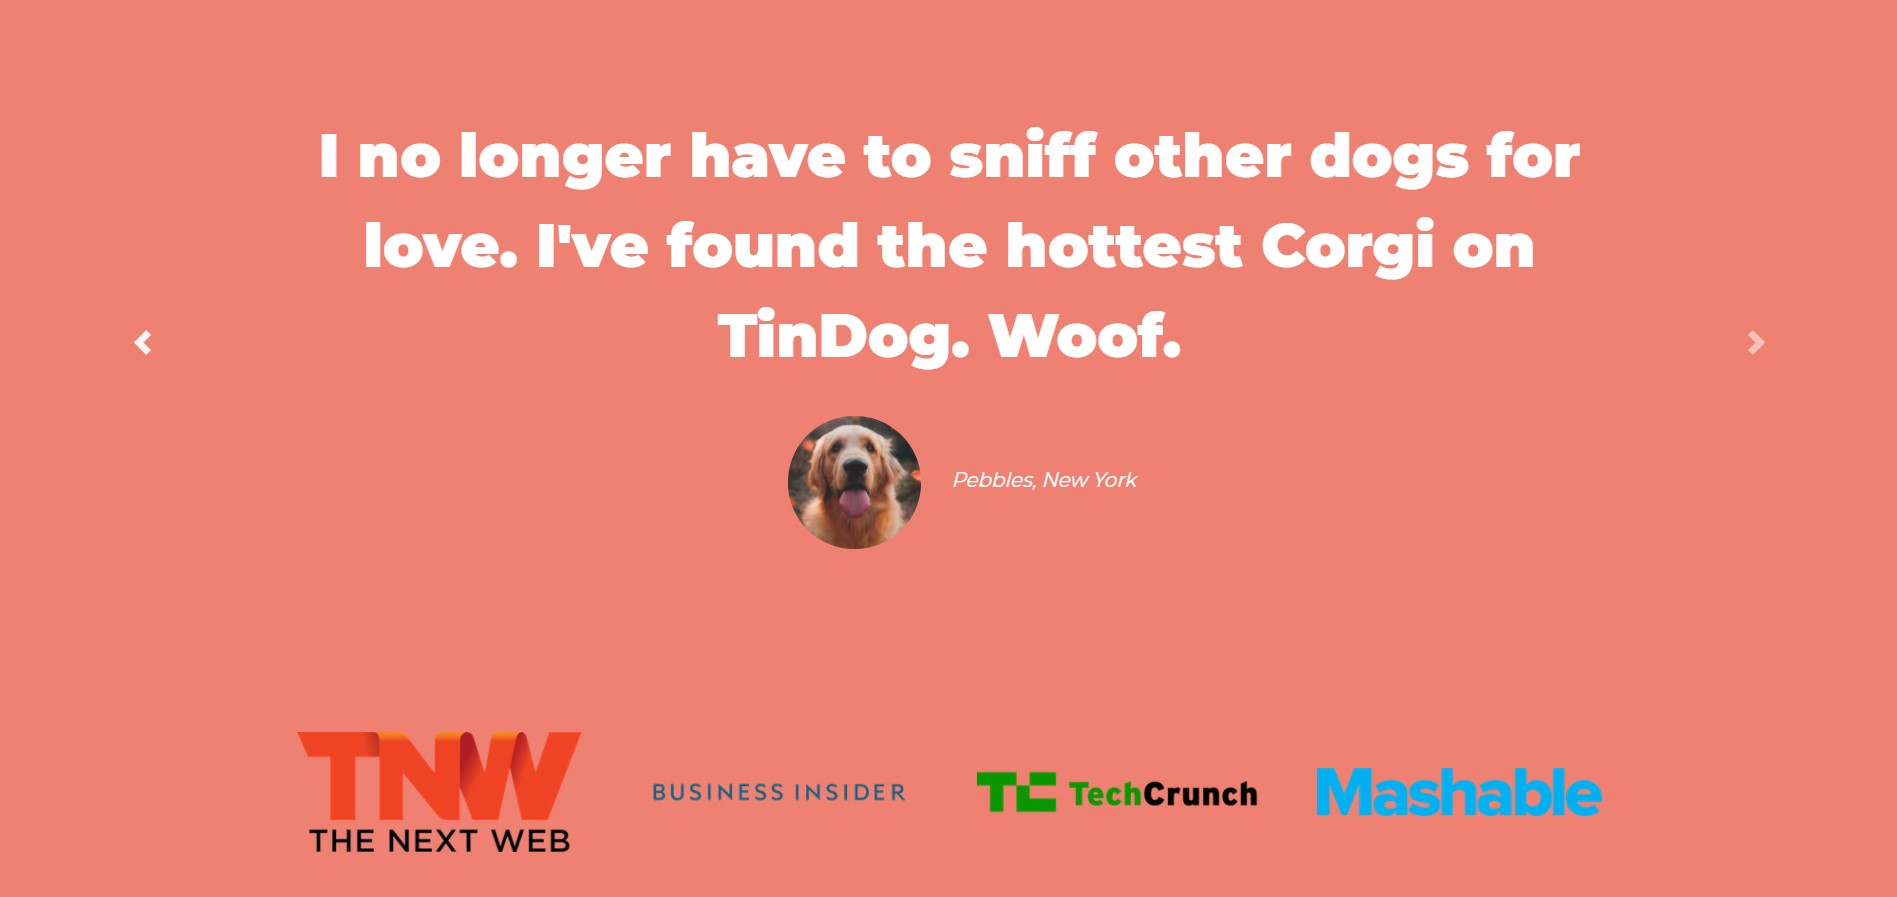 I no longer have to sniff other dogs for
love. I've found the hottest Corgi on
TinDog. Woof.
Pebbles, New York
TNW
THE NEXT WEB
BUSINESS INSIDER
TC TechCrunch
Mashable